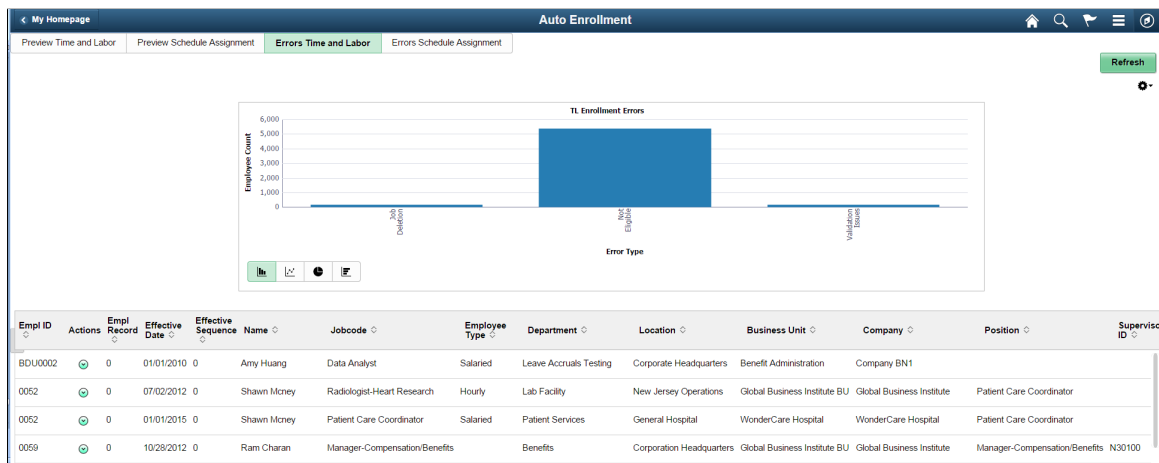 My Homepage Auto Enrollment
Preview Time and Labor Preview Schedule Assignment Errors Time and Labor Errors Schedule Assignment
Refresh
TL Enrollment Errors
Employee Count
6,000
5,000
4,000
3,000
2,000
1,000
0
Job Deletion
Not Eligible
Validation Issues
Error Type
Empl ID Actions Empl Record Effective Date Effective Sequence Name Jobcode Employee Type Department Location Business Unit Company Position Superviso ID
BDU0002 0 01/01/2010 0 Amy Huang Data Analyst Salaried Leave Accruals Testing Corporate Headquarters Benefit Administration Company BN1
0052 0 07/02/2012 0 Shawn Mcney Radiologist-Heart Research Hourly Lab Facility New Jersey Operations Global Business Institute BU Global Business Institute Patient Care Coordinator
0052 0 01/01/2015 0 Shawn Mcney Patient Care Coordinator Salaried Patient Services General Hospital WonderCare Hospital WonderCare Hospital Patient Care Coordinator
0059 0 10/28/2012 0 Ram Charan Manager-Compensation/Benefits Benefits Corporation Headquarters Global Business Institute BU Global Business Institute Manager-Compensation/Benefits N30100